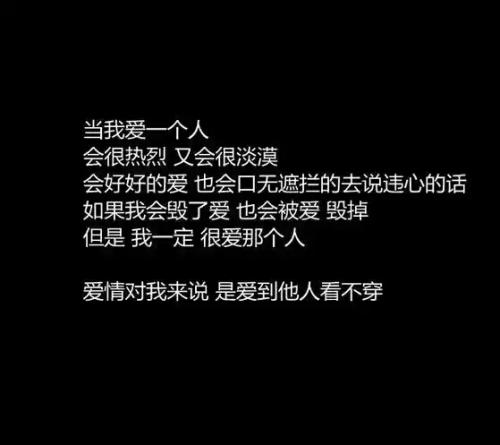 当我爱一个人
会很热烈 又会很淡漠
会好好的爱 也会口无遮拦的去说违心的话
如果我会毁了爱 也会被爱 毁掉
但是 我一定 很爱那个人
爱情对我来说 是爱到他人看不穿